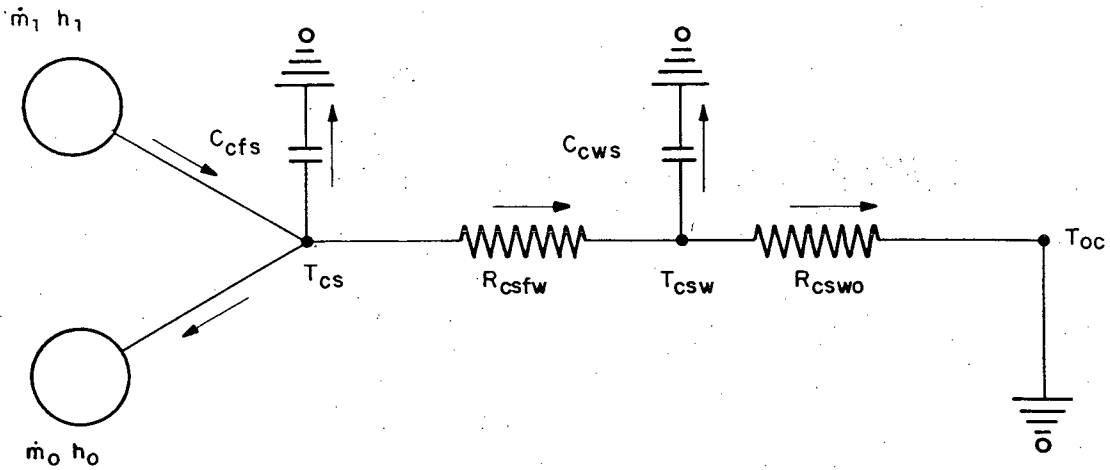 ṁ1 h1
o
o
Ccfs
Ccws
Tcs
Rcsfw
Tcsw
Rcswo
Toc
ṁo ho
o